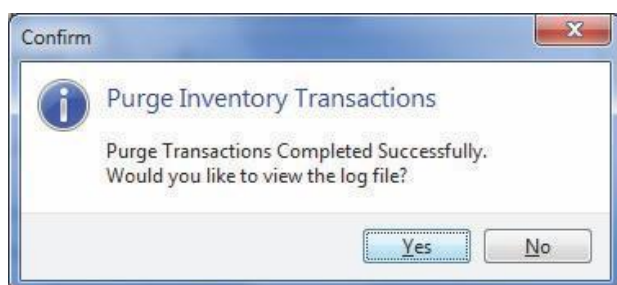 Confirm
x
Purge Inventory Transactions
Purge Transactions Completed Successfully.
Would you like to view the log file?
Yes
No